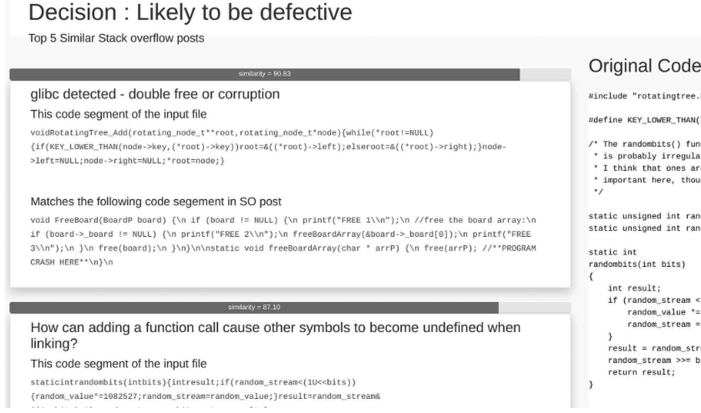 Decision : Likely to be defective
Top 5 Similar Stack overflow posts
similarity = 90.83
glibc detected - double free or corruption
This code segment of the input file
voidRotatingTree_Add(rotating_node_t**root,rotating_node_t*node){while(*root!=NULL)
{if(KEY_LOWER_THAN(node->key,(*root)->key))root=&((*root)->left);elseroot=&((*root)->right);}node-
>left=NULL;node->right=NULL;*root=node;}
Matches the following code segement in SO post
void FreeBoard(BoardP board) {\n if (board != NULL) {\n printf("FREE 1\\n");\n //free the board array:\n
if (board->_board != NULL) {\n printf("FREE 2\\n");\n freeBoardArray(&board->_board[0]);\n printf("FREE
3\\n");\n }\n free(board);\n }\n}\n\nstatic void freeBoardArray(char * arrP) {\n free(arrP); //**PROGRAM
CRASH HERE**\n}\n
similarity = 87.10
How can adding a function call cause other symbols to become undefined when
linking?
This code segment of the input file
staticintrandombits(intbits){intresult;if(random_stream<(1U<<bits))
{random_value*=1082527;random_stream=random_value;}result=random_stream&
Original Code
#include "rotatingtree.
#define KEY_LOWER_THAN(
/* The randombits() fun
* is probably irregula
* I think that ones ar
* important here, thou
*/
static unsigned int ran
static unsigned int ran
static int
randombits(int bits)
{
int result;
if (random_stream <
random_value *=
random_stream =
}
result = random_str
random_stream >>= b
return result;
}